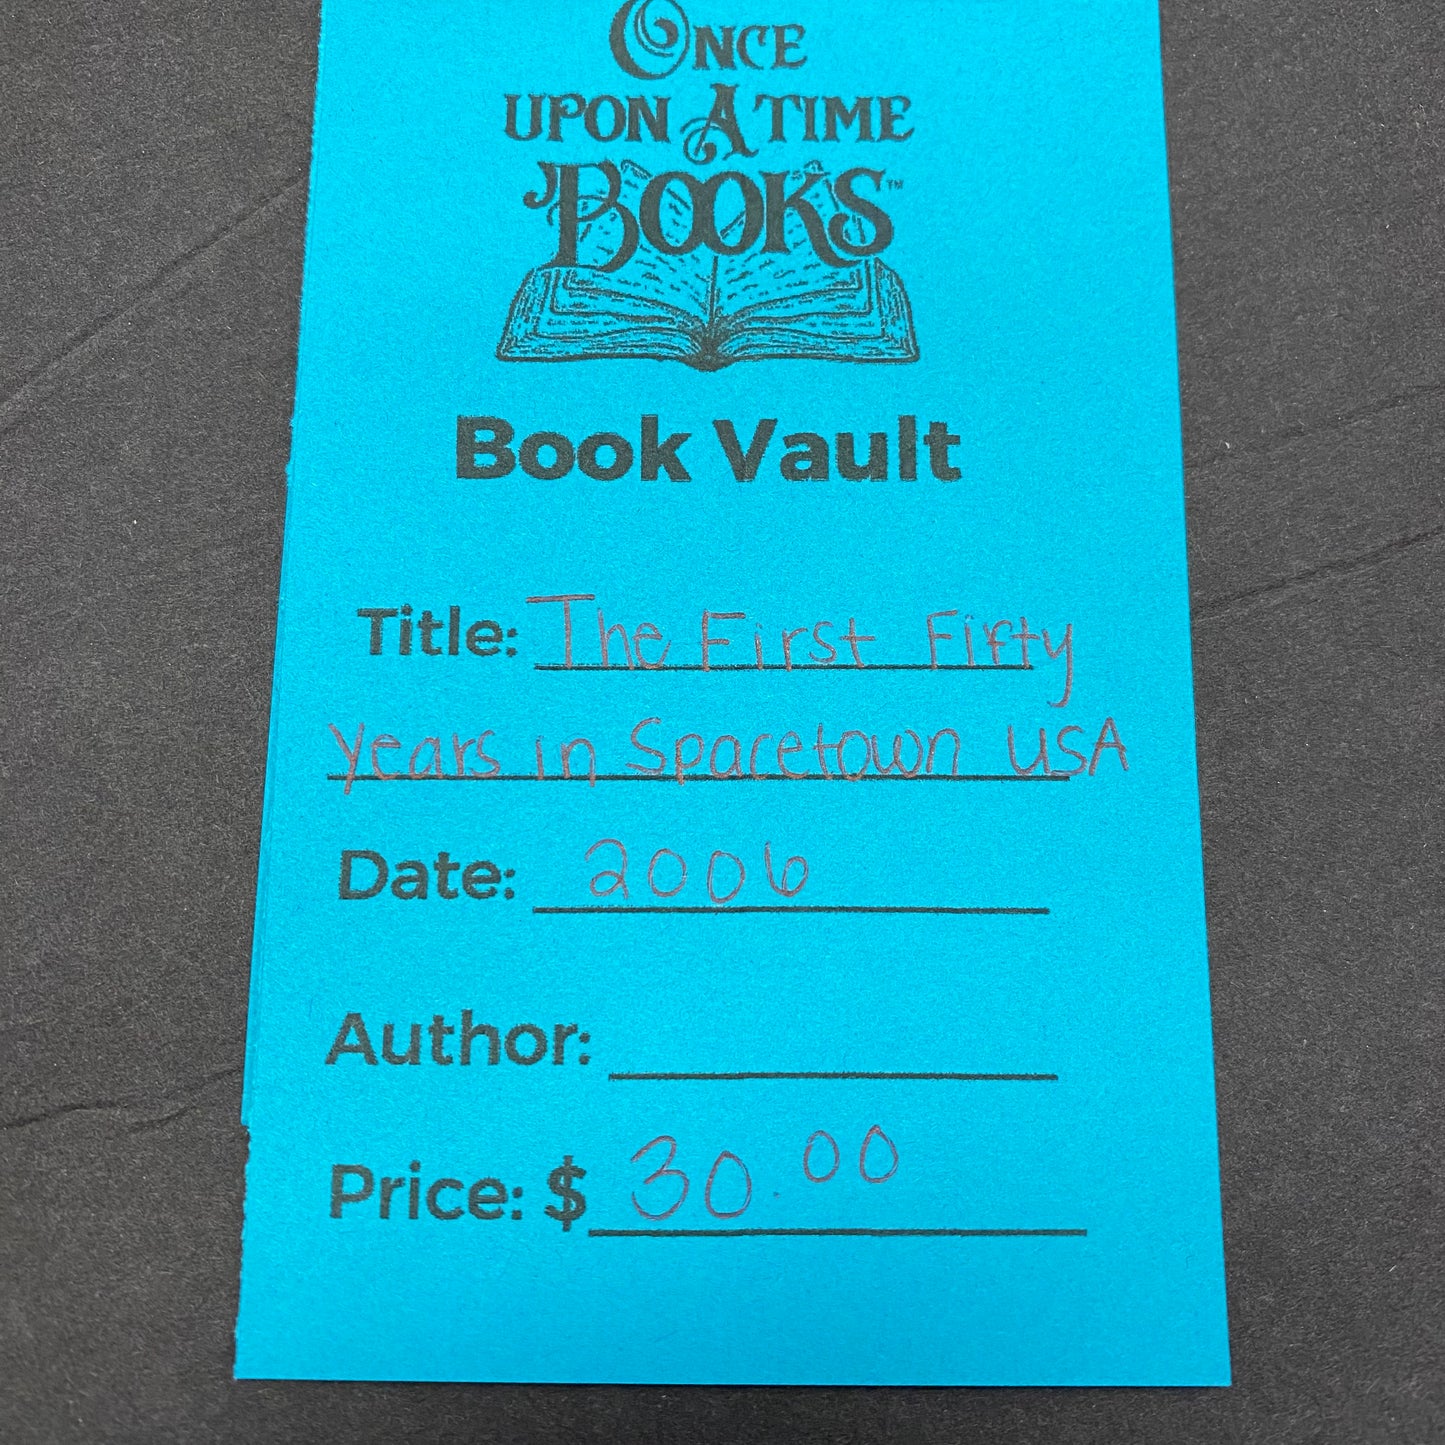 ONCE
UPON A TIME
BOOKS™
Book Vault
Title: The First Fifty
Years in Spacetown USA
Date: 2006
Author:
Price: $ 30.00